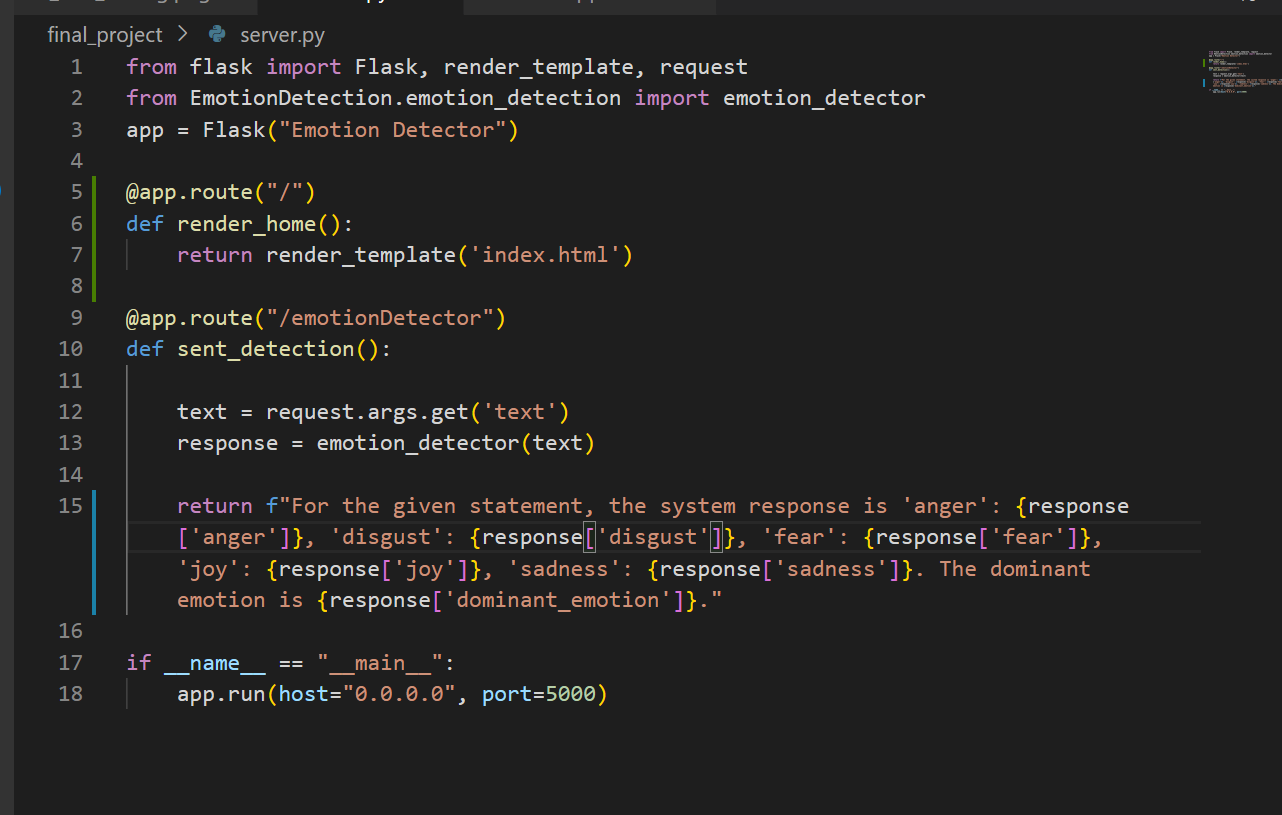 final_project > server.py
1 from flask import Flask, render_template, request
2 from EmotionDetection.emotion_detection import emotion_detector
3 app = Flask("Emotion Detector")
4
5 @app.route("/")
6 def render_home():
7     return render_template('index.html')
8
9 @app.route("/emotionDetector")
10 def sent_detection():
11
12     text = request.args.get('text')
13     response = emotion_detector(text)
14
15     return f"For the given statement, the system response is 'anger': {response
['anger']}, 'disgust': {response['disgust']}, 'fear': {response['fear']},
'joy': {response['joy']}, 'sadness': {response['sadness']}. The dominant
emotion is {response['dominant_emotion']}."
16
17 if __name__ == "__main__":
18     app.run(host="0.0.0.0", port=5000)